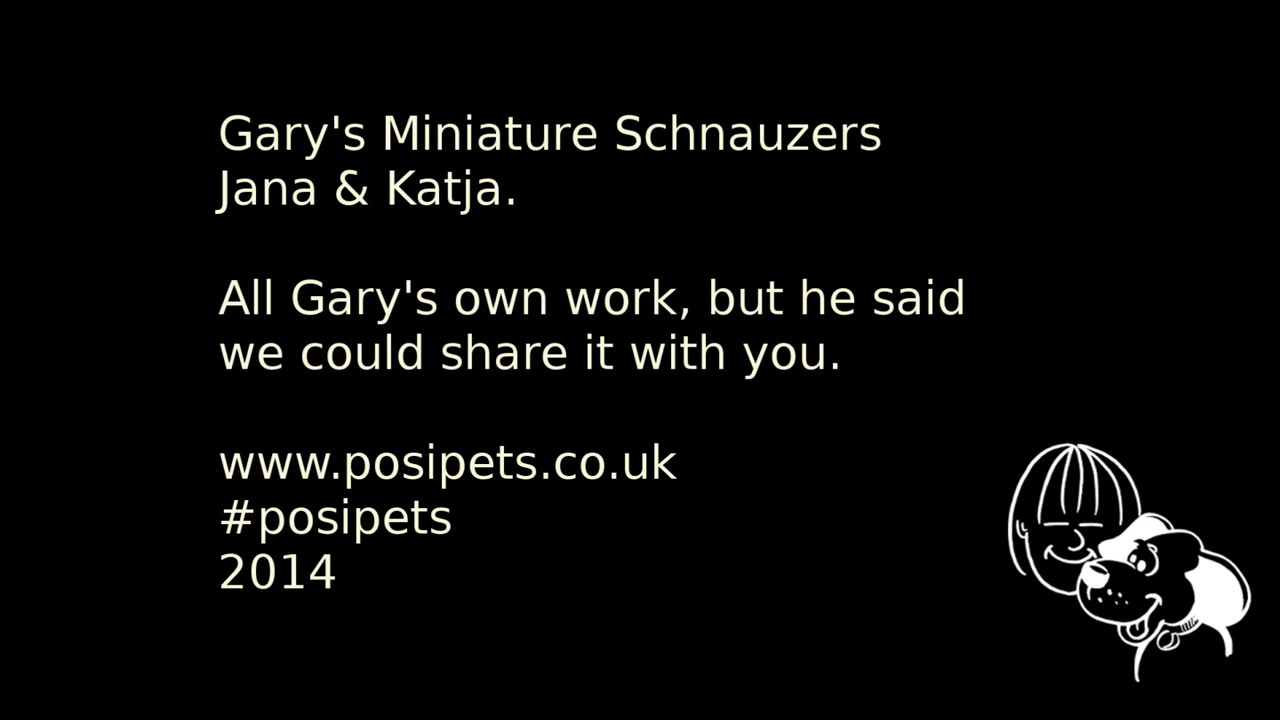 Gary's Miniature Schnauzers
Jana & Katja.
All Gary's own work, but he said
we could share it with you.
www.posipets.co.uk
#posipets
2014